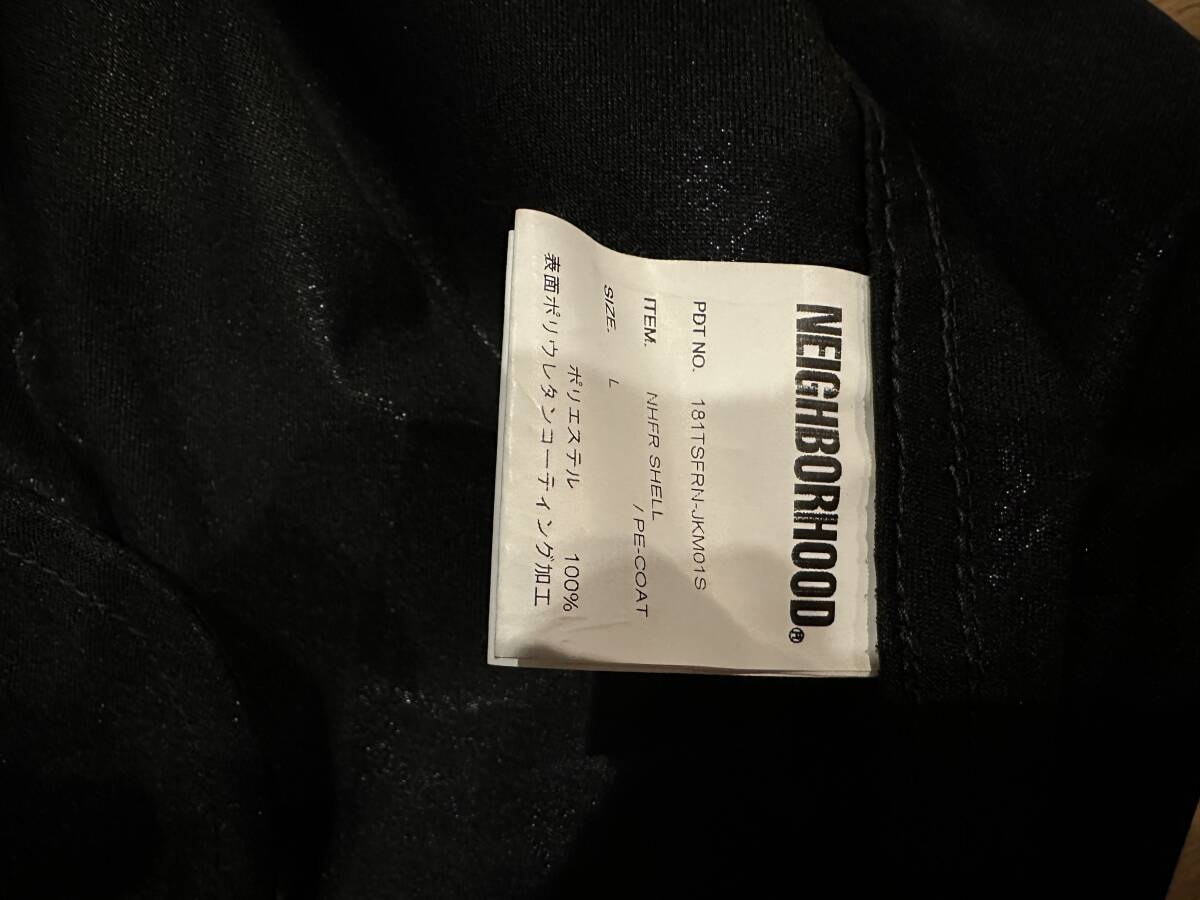 NEIGHBORHOOD®
PDT NO. 181TSFRN-JKM01S
ITEM. NHFR SHELL
/ PE-COAT
SIZE. L
ポリエステル 100%
表面ポリウレタンコーティング加工